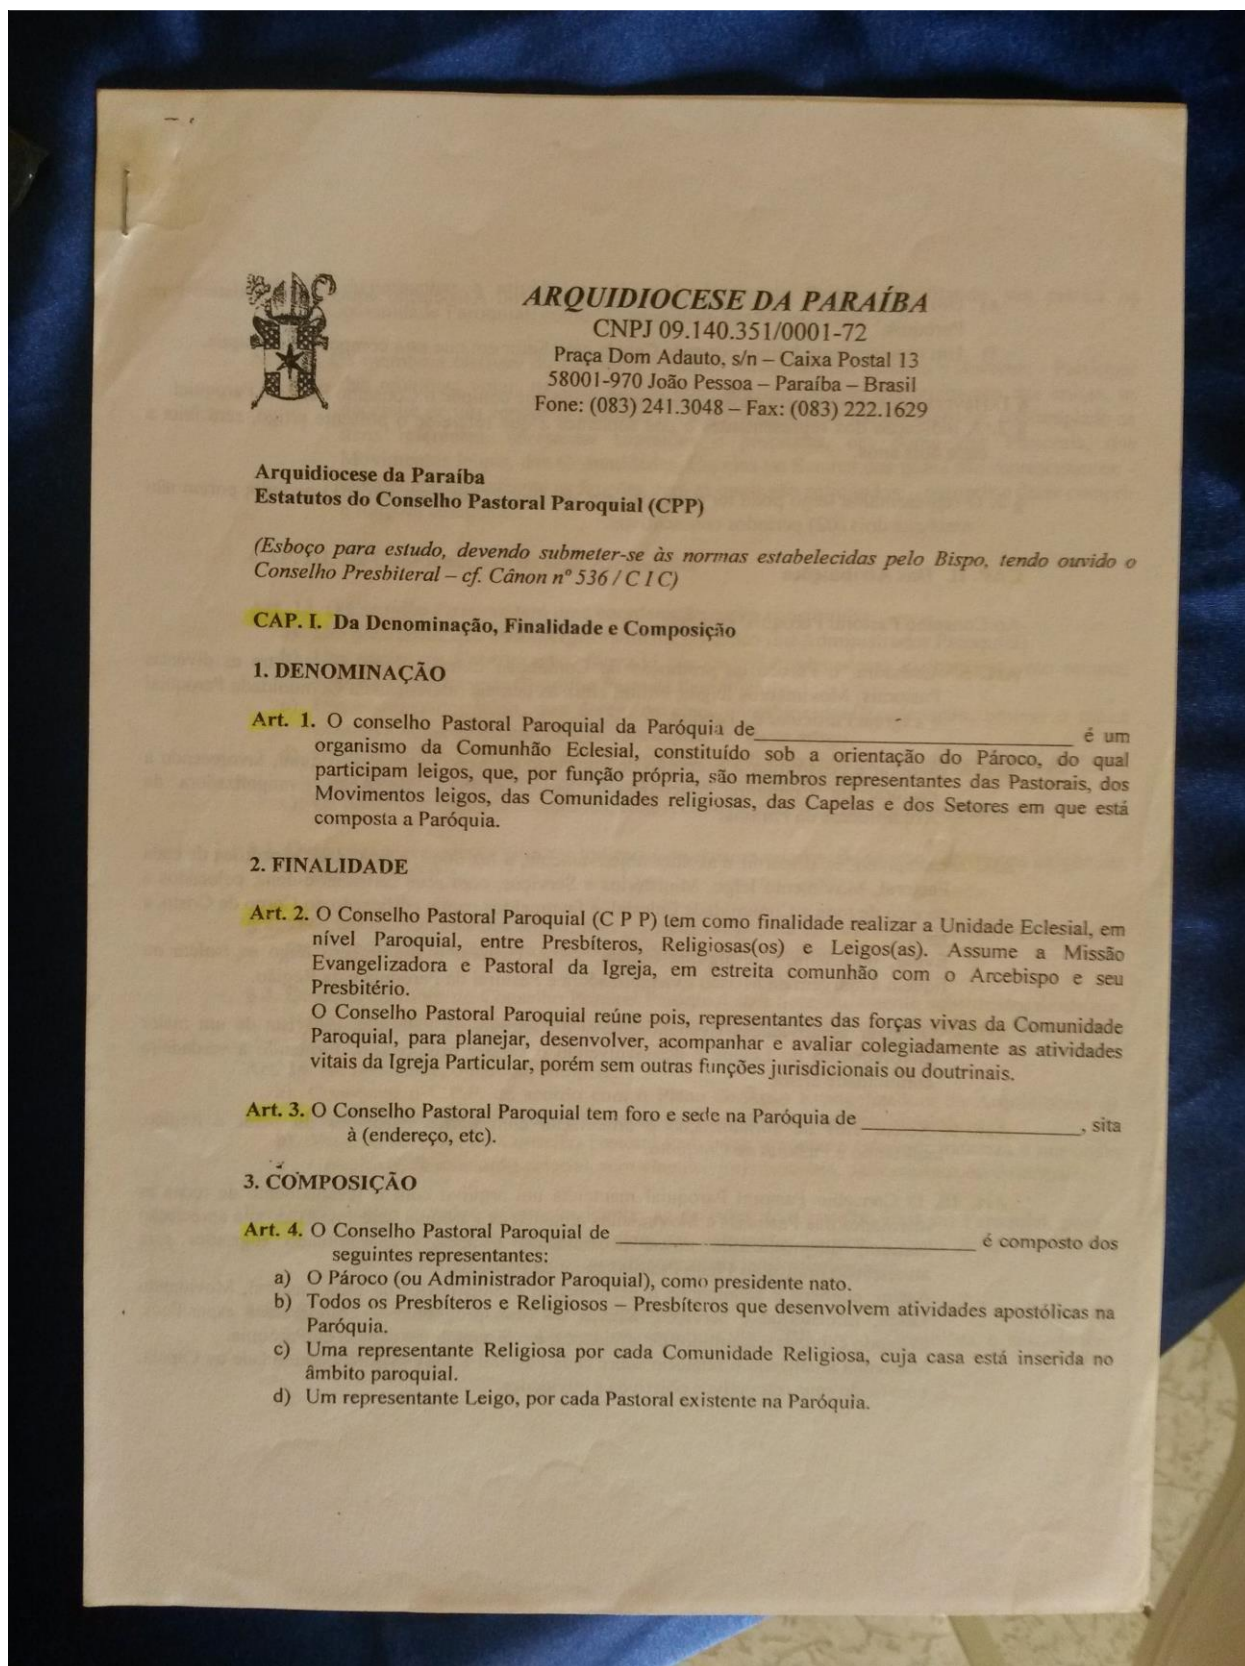 ARQUIDIOCESE DA PARAÍBA
CNPJ 09.140.351/0001-72
Praça Dom Adauto, s/n – Caixa Postal 13
58001-970 João Pessoa – Paraíba – Brasil
Fone: (083) 241.3048 – Fax: (083) 222.1629
Arquidiocese da Paraíba
Estatutos do Conselho Pastoral Paroquial (CPP)
(Esboço para estudo, devendo submeter-se às normas estabelecidas pelo Bispo, tendo ouvido o
Conselho Presbiteral – cf. Cânon nº 536 / C I C)
CAP. I. Da Denominação, Finalidade e Composição
1. DENOMINAÇÃO
Art. 1. O conselho Pastoral Paroquial da Paróquia de______________________________ é um
organismo da Comunhão Eclesial, constituído sob a orientação do Pároco, do qual
participam leigos, que, por função própria, são membros representantes das Pastorais, dos
Movimentos leigos, das Comunidades religiosas, das Capelas e dos Setores em que está
composta a Paróquia.
2. FINALIDADE
Art. 2. O Conselho Pastoral Paroquial (C P P) tem como finalidade realizar a Unidade Eclesial, em
nível Paroquial, entre Presbíteros, Religiosas(os) e Leigos(as). Assume a Missão
Evangelizadora e Pastoral da Igreja, em estreita comunhão com o Arcebispo e seu
Presbitério.
O Conselho Pastoral Paroquial reúne pois, representantes das forças vivas da Comunidade
Paroquial, para planejar, desenvolver, acompanhar e avaliar colegiadamente as atividades
vitais da Igreja Particular, porém sem outras funções jurisdicionais ou doutrinais.
Art. 3. O Conselho Pastoral Paroquial tem foro e sede na Paróquia de ____________________, sita
à (endereço, etc).
3. COMPOSIÇÃO
Art. 4. O Conselho Pastoral Paroquial de __________________________________ é composto dos
seguintes representantes:
a) O Pároco (ou Administrador Paroquial), como presidente nato.
b) Todos os Presbíteros e Religiosos – Presbíteros que desenvolvem atividades apostólicas na
Paróquia.
c) Uma representante Religiosa por cada Comunidade Religiosa, cuja casa está inserida no
âmbito paroquial.
d) Um representante Leigo, por cada Pastoral existente na Paróquia.